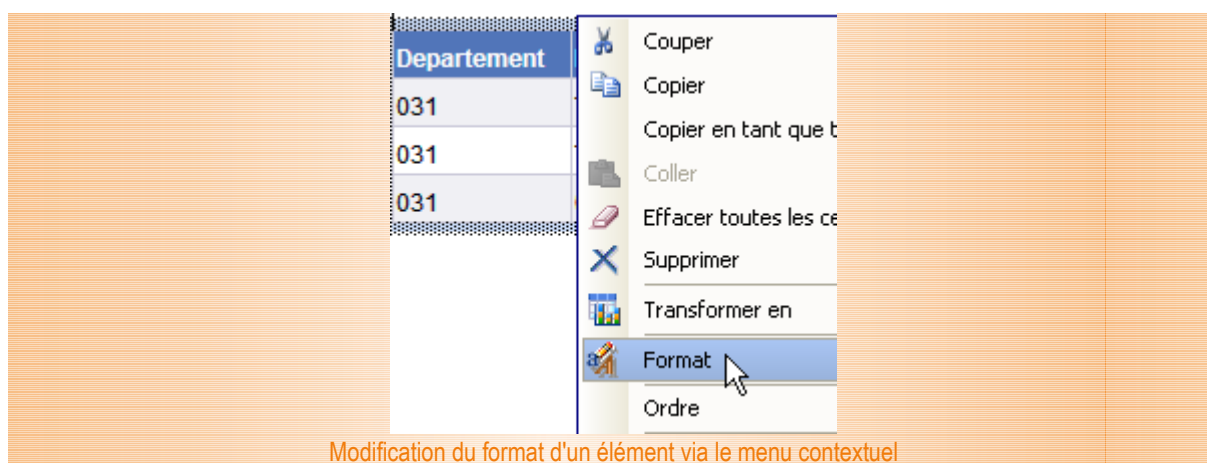 Departement
031
031
031
Couper
Copier
Copier en tant que t
Coller
Effacer toutes les ce
Supprimer
Transformer en
Format
Ordre
Modification du format d'un élément via le menu contextuel